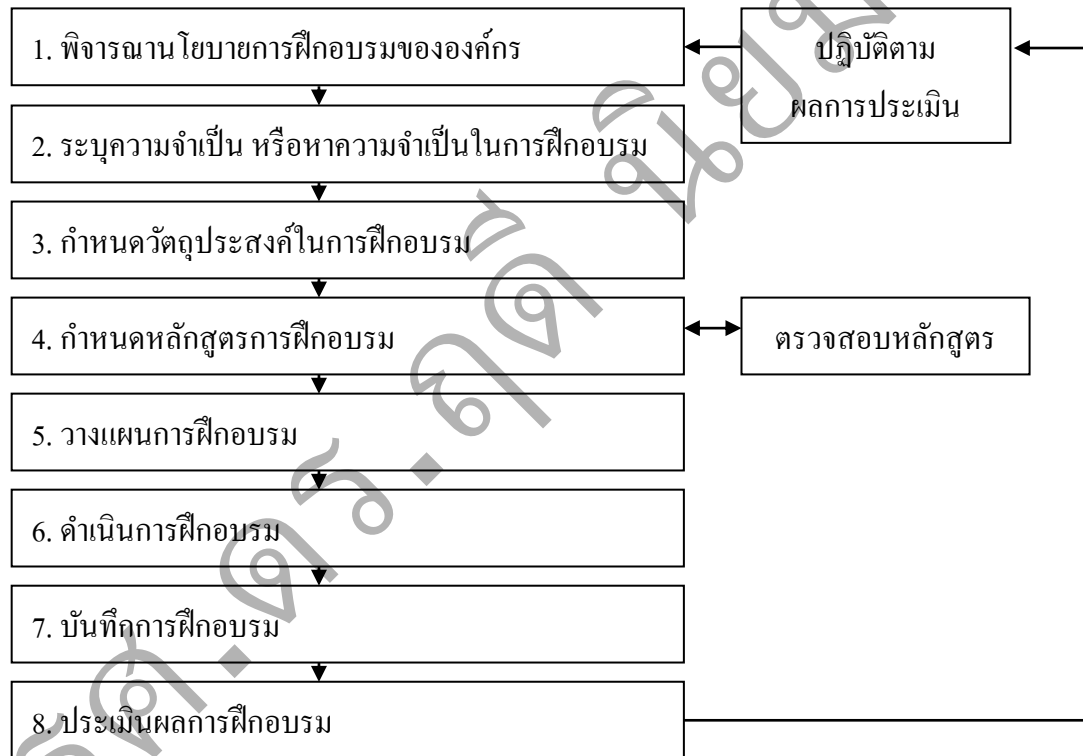 1. พิจารณานโยบายการฝึกอบรมขององค์กร
ปฏิบัติตาม
ผลการประเมิน
2. ระบุความจำเป็น หรือหาความจำเป็นในการฝึกอบรม
3. กำหนดวัตถุประสงค์ในการฝึกอบรม
4. กำหนดหลักสูตรการฝึกอบรม
ตรวจสอบหลักสูตร
5. วางแผนการฝึกอบรม
6. ดำเนินการฝึกอบรม
7. บันทึกการฝึกอบรม
8. ประเมินผลการฝึกอบรม